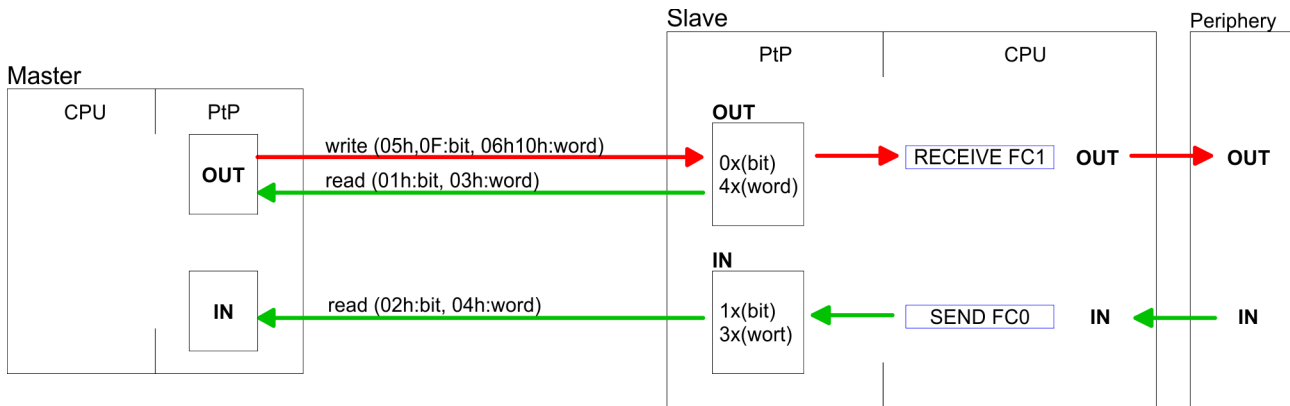 Slave
Periphery
PtP
CPU
Master
CPU
PtP
OUT
write (05h,0F:bit, 06h10h:word)
OUT
0x(bit)
4x(word)
RECEIVE FC1
OUT
OUT
read (01h:bit, 03h:word)
IN
IN
read (02h:bit, 04h:word)
1x(bit)
3x(wort)
SEND FC0
IN
IN